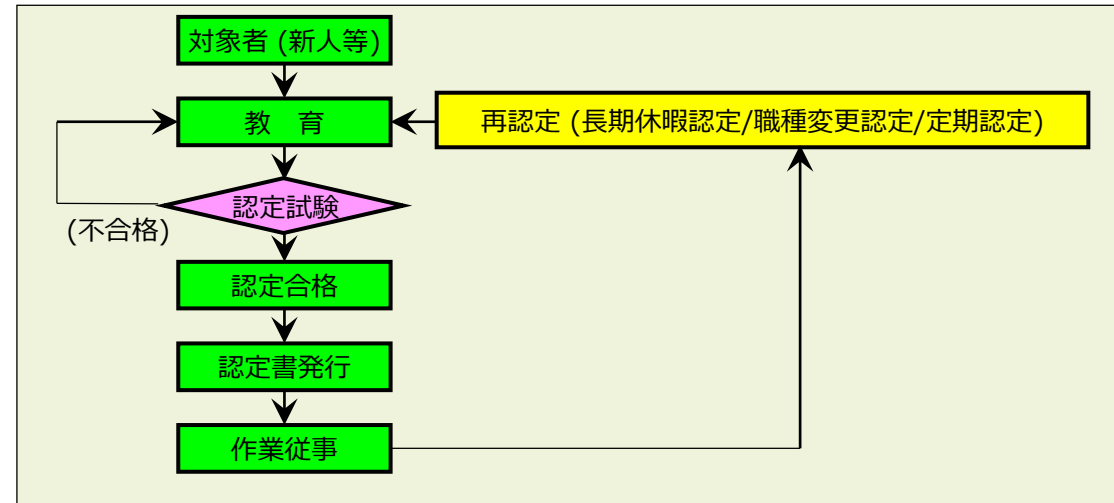 対象者 (新人等)
教　育
再認定 (長期休暇認定/職種変更認定/定期認定)
認定試験
(不合格)
認定合格
認定書発行
作業従事